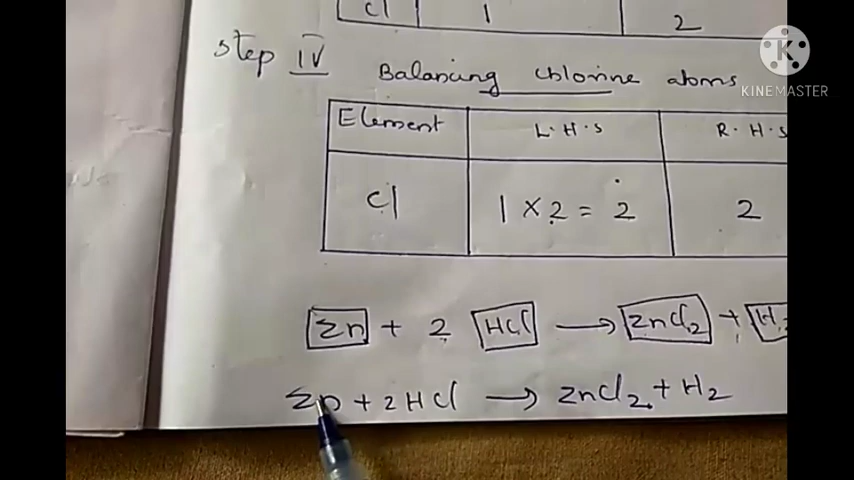 Cl 1 2
Step IV Balancing chlorine atoms
KINEMASTER
Element L.H.S R.H.S
Cl 1 × 2 = 2 2
Zn + 2 HCl → ZnCl2 + H2
Zn + 2HCl → ZnCl2 + H2